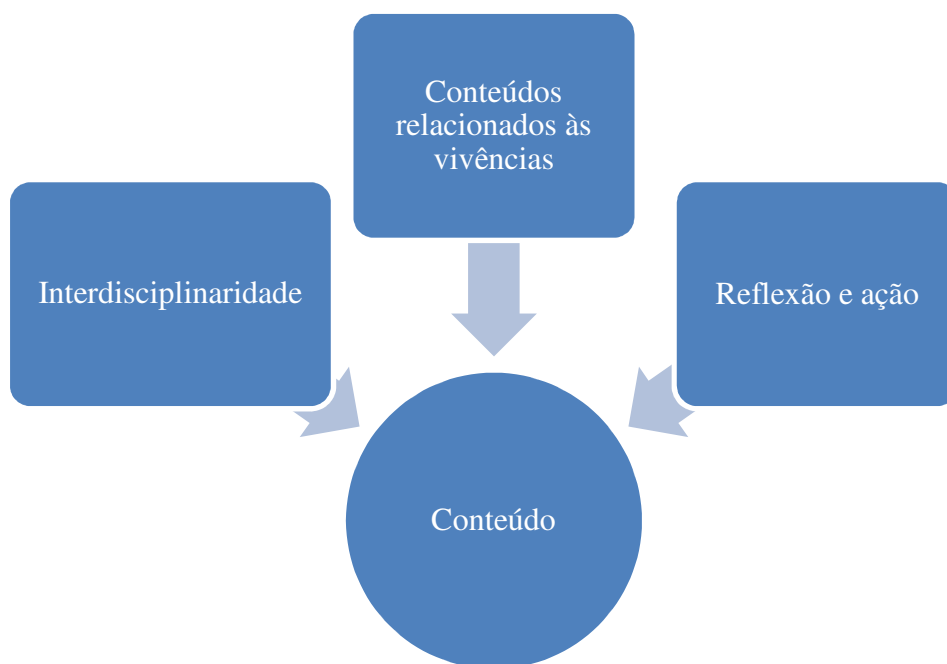 Conteúdos
relacionados às
vivências
Interdisciplinaridade
Reflexão e ação
Conteúdo